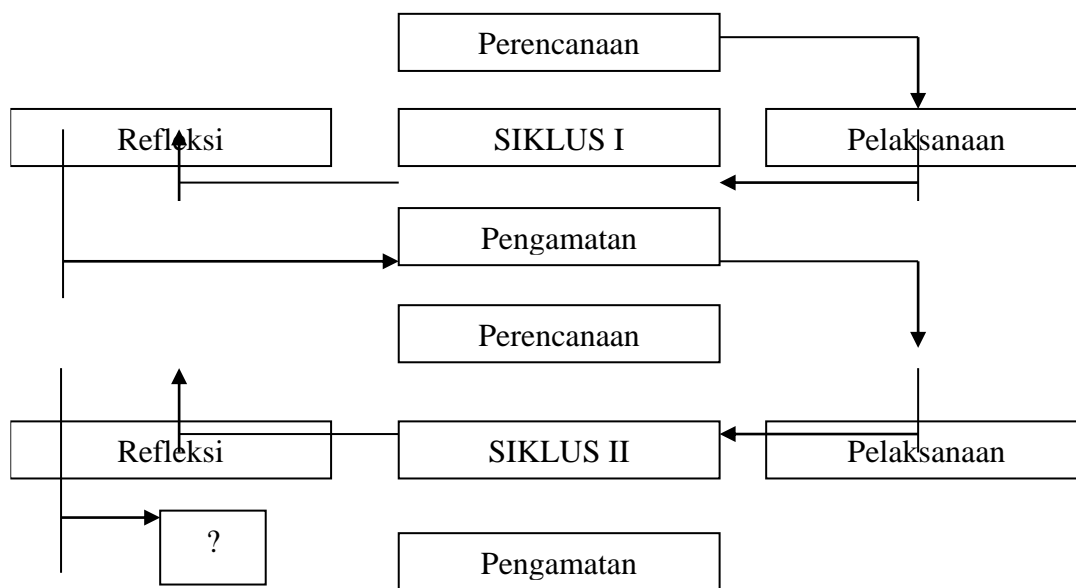 Perencanaan
Refleksi
SIKLUS I
Pelaksanaan
Pengamatan
Perencanaan
Refleksi
SIKLUS II
Pelaksanaan
?
Pengamatan